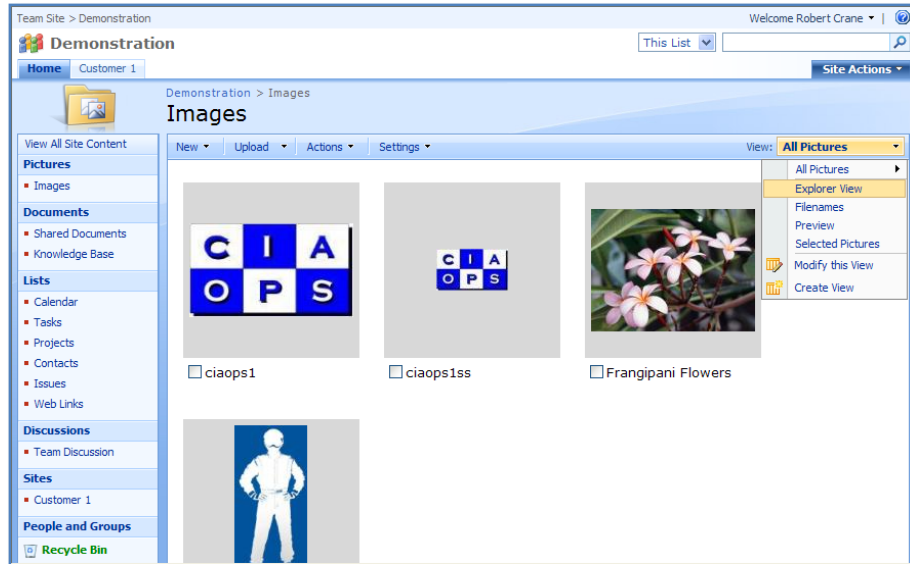 Team Site > Demonstration
Welcome Robert Crane
Demonstration
This List
Home
Customer 1
Site Actions
Demonstration > Images
Images
View All Site Content
New
Upload
Actions
Settings
View: All Pictures
Pictures
Images
Documents
Shared Documents
Knowledge Base
Lists
Calendar
Tasks
Projects
Contacts
Issues
Web Links
Discussions
Team Discussion
Sites
Customer 1
People and Groups
Recycle Bin
C I A
O P S
ciaops1
C I A
O P S
ciaops1ss
Frangipani Flowers
All Pictures
Explorer View
Filenames
Preview
Selected Pictures
Modify this View
Create View